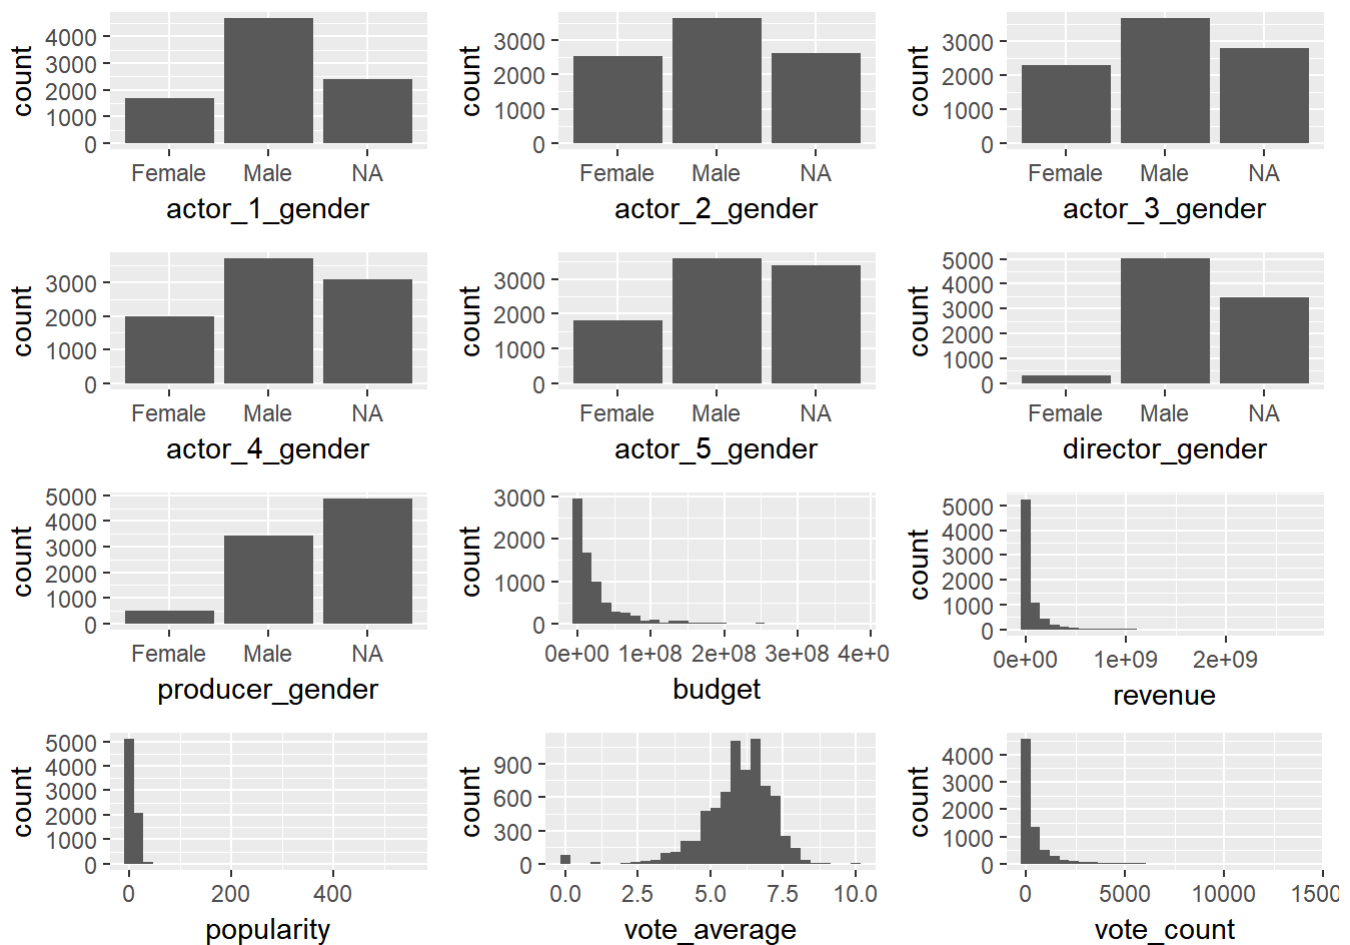 count
4000
3000
2000
1000
0
Female Male NA
actor_1_gender
count
3000
2000
1000
0
Female Male NA
actor_2_gender
count
3000
2000
1000
0
Female Male NA
actor_3_gender
count
3000
2000
1000
0
Female Male NA
actor_4_gender
count
3000
2000
1000
0
Female Male NA
actor_5_gender
count
5000
4000
3000
2000
1000
0
Female Male NA
director_gender
count
5000
4000
3000
2000
1000
0
Female Male NA
producer_gender
count
3000
2000
1000
0
0e+00 1e+08 2e+08 3e+08 4e+0
budget
count
5000
4000
3000
2000
1000
0
0e+00 1e+09 2e+09
revenue
count
5000
4000
3000
2000
1000
0
0 200 400
popularity
count
900
600
300
0
0.0 2.5 5.0 7.5 10.0
vote_average
count
4000
3000
2000
1000
0
0 5000 10000 1500
vote_count